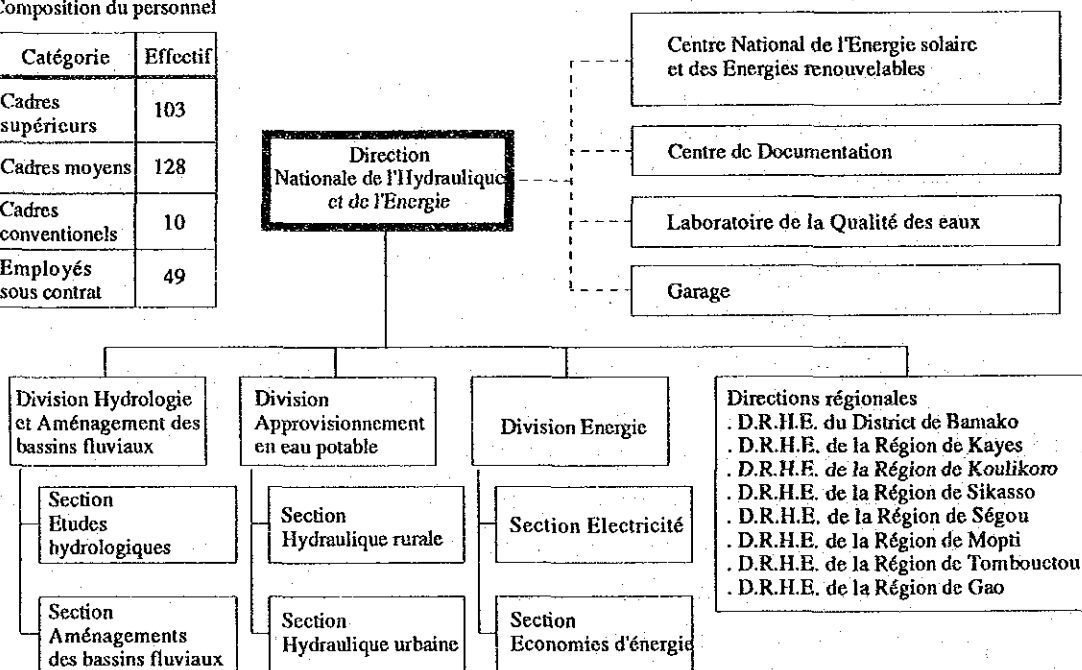 Composition du personnel
Catégorie Effectif
Cadres
supérieurs
103
Cadres moyens 128
Cadres
conventionels
10
Employés
sous contrat
49
Direction
Nationale de l'Hydraulique
et de l'Energie
Centre National de l'Energie solaire
et des Energies renouvelables
Centre de Documentation
Laboratoire de la Qualité des eaux
Garage
Division Hydrologie
et Aménagement des
bassins fluviaux
Section
Etudes
hydrologiques
Section
Aménagements
des bassins fluviaux
Division
Approvisionnement
en eau potable
Section
Hydraulique rurale
Section
Hydraulique urbaine
Division Energie
Section Electricité
Section
Economies d'énergie
Directions régionales
. D.R.H.E. du District de Bamako
. D.R.H.E. de la Région de Kayes
. D.R.H.E. de la Région de Koulikoro
. D.R.H.E. de la Région de Sikasso
. D.R.H.E. de la Région de Ségou
. D.R.H.E. de la Région de Mopti
. D.R.H.E. de la Région de Tombouctou
. D.R.H.E. de la Région de Gao